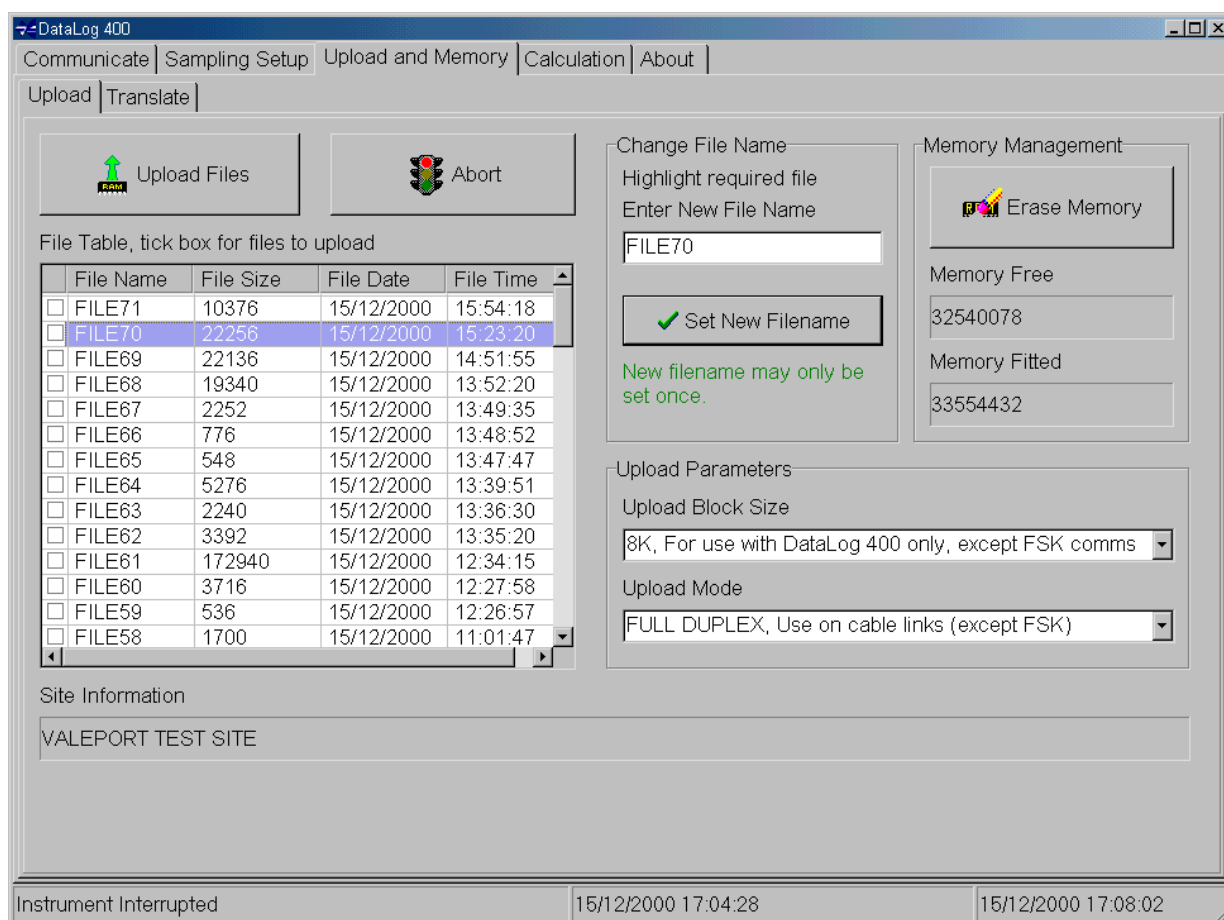 DataLog 400
Communicate Sampling Setup Upload and Memory Calculation About
Upload Translate
Upload Files
Abort
File Table, tick box for files to upload
File Name File Size File Date File Time
FILE71 10376 15/12/2000 15:54:18
FILE70 22256 15/12/2000 15:23:20
FILE69 22136 15/12/2000 14:51:55
FILE68 19340 15/12/2000 13:52:20
FILE67 2252 15/12/2000 13:49:35
FILE66 776 15/12/2000 13:48:52
FILE65 548 15/12/2000 13:47:47
FILE64 5276 15/12/2000 13:39:51
FILE63 2240 15/12/2000 13:36:30
FILE62 3392 15/12/2000 13:35:20
FILE61 172940 15/12/2000 12:34:15
FILE60 3716 15/12/2000 12:27:58
FILE59 536 15/12/2000 12:26:57
FILE58 1700 15/12/2000 11:01:47
Change File Name
Highlight required file
Enter New File Name
FILE70
Set New Filename
New filename may only be
set once.
Memory Management
Erase Memory
Memory Free
32540078
Memory Fitted
33554432
Upload Parameters
Upload Block Size
8K, For use with DataLog 400 only, except FSK comms
Upload Mode
FULL DUPLEX, Use on cable links (except FSK)
Site Information
VALEPORT TEST SITE
Instrument Interrupted 15/12/2000 17:04:28 15/12/2000 17:08:02